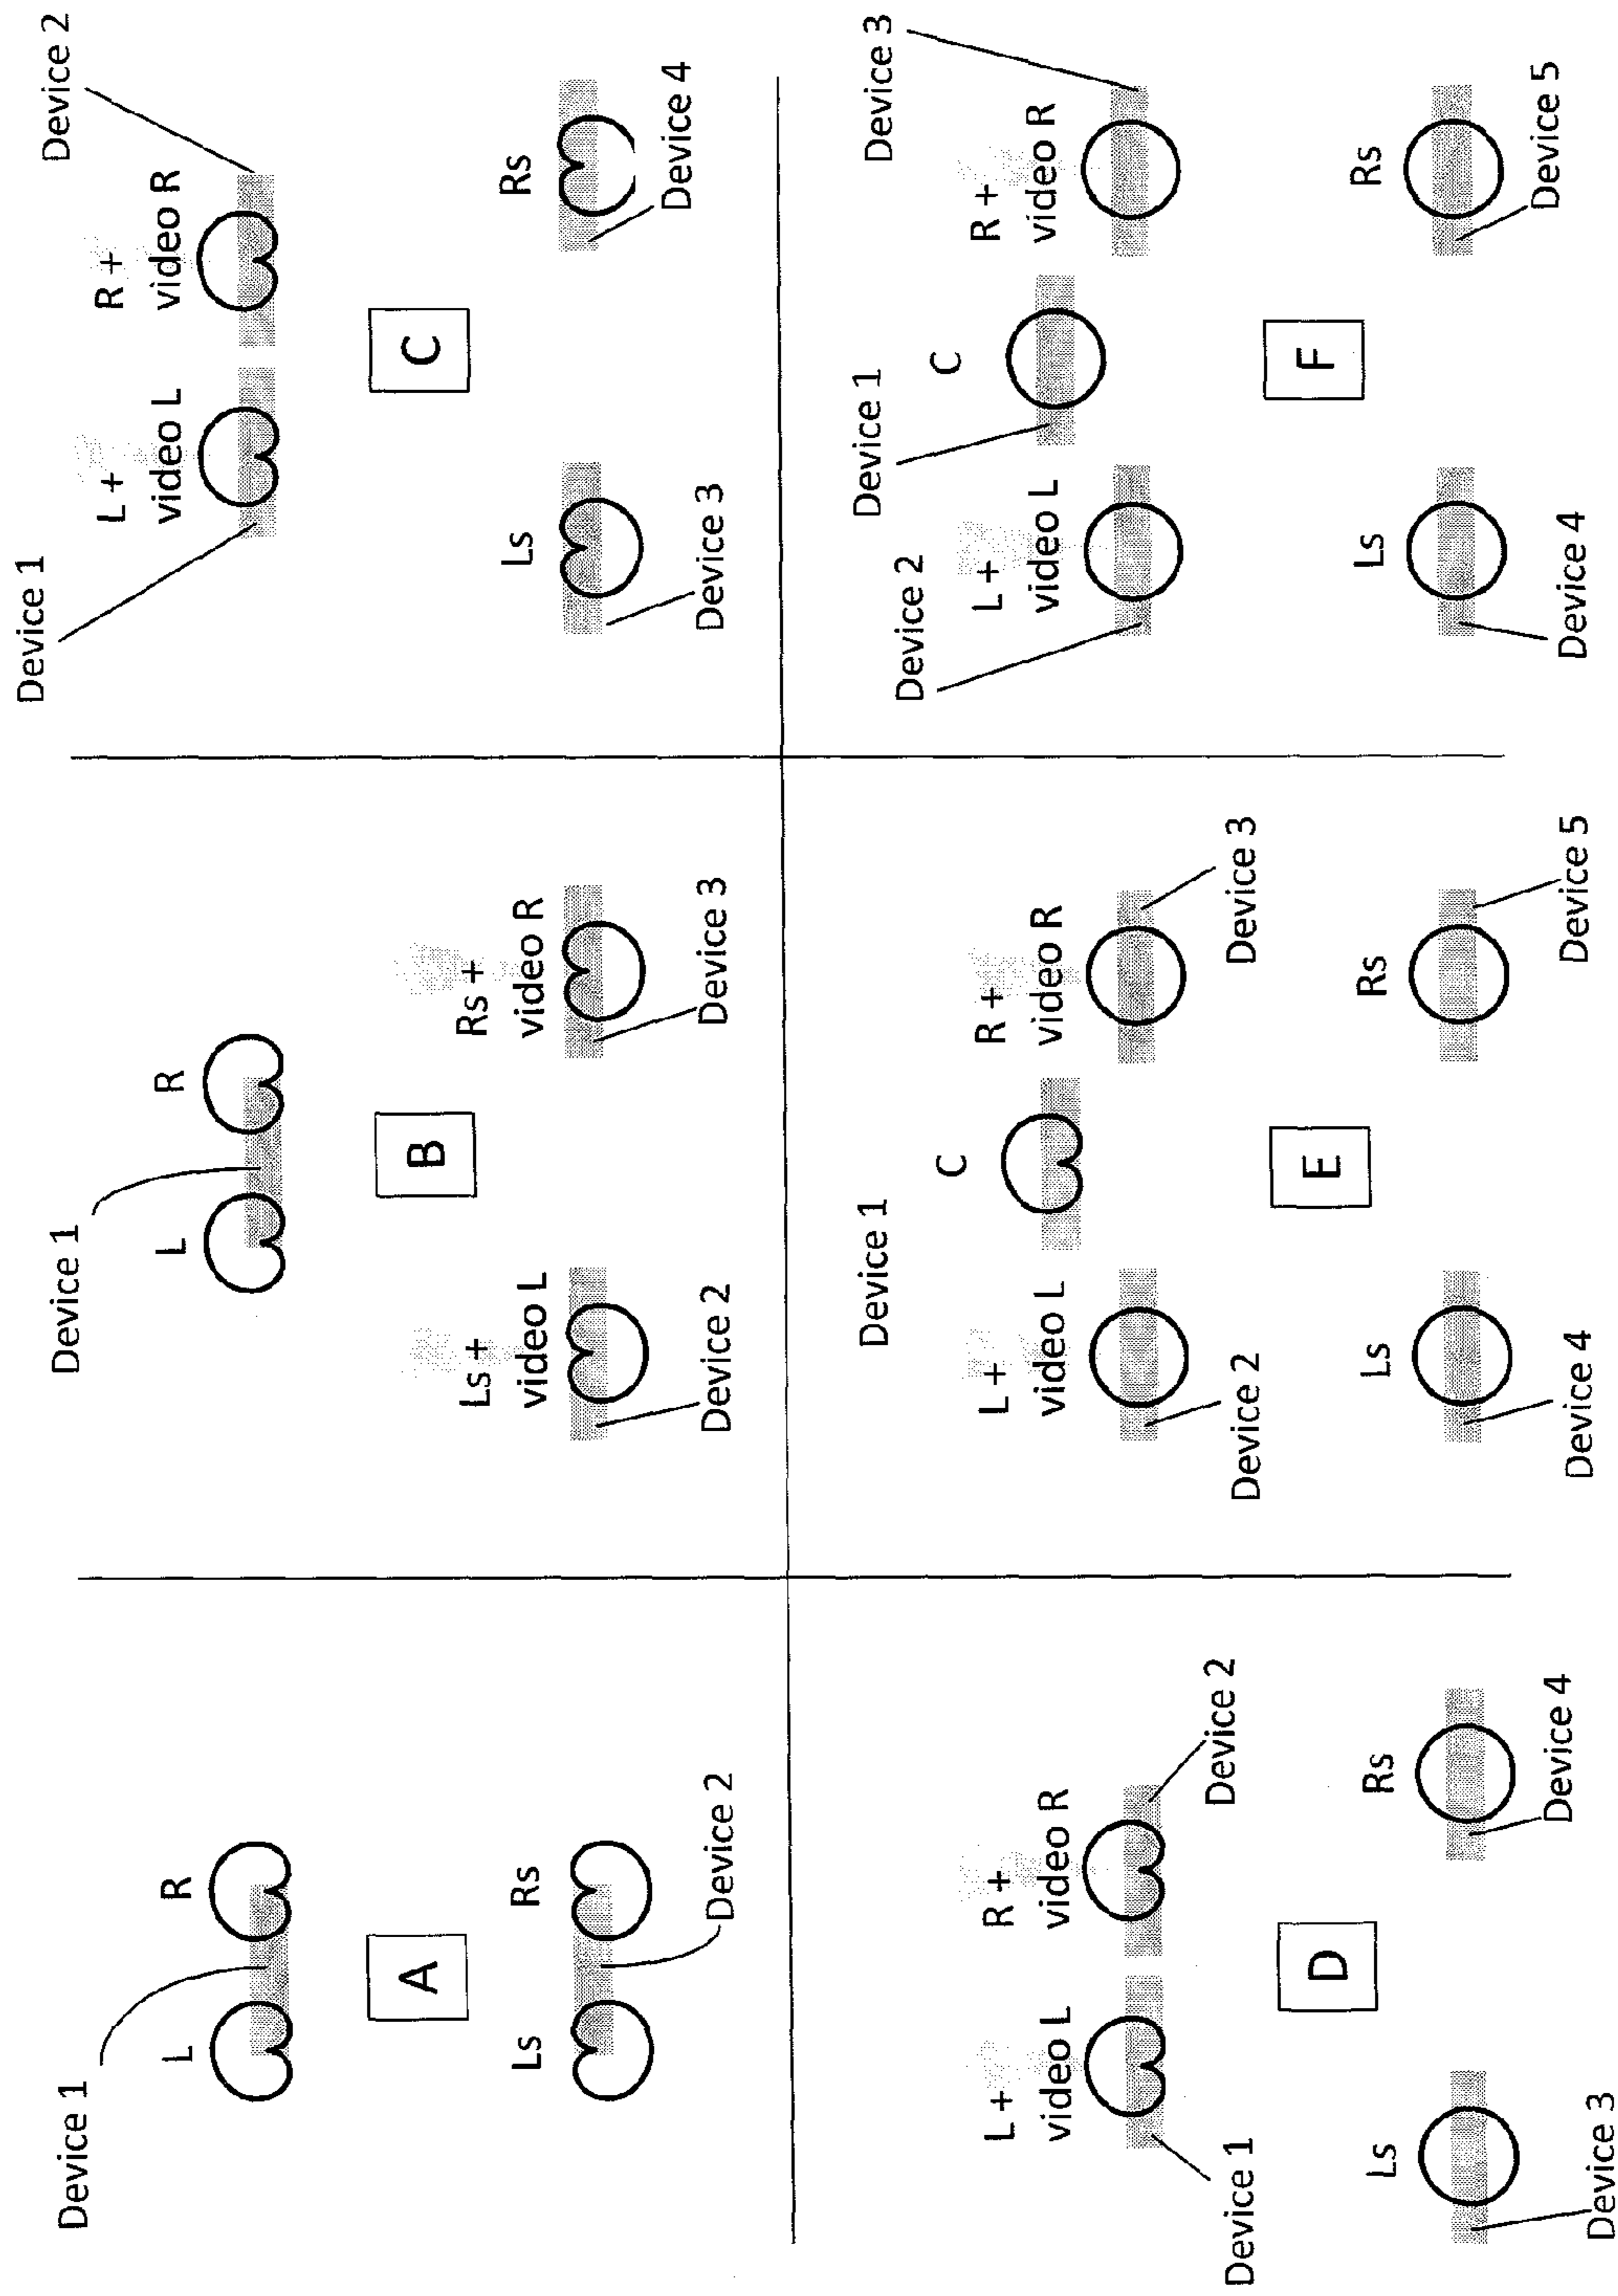 Device 1
L
R
A
Ls
Rs
Device 2
Device 1
L
R
B
Ls +
video L
Rs +
video R
Device 2
Device 3
Device 1
Device 2
L +
video L
R +
video R
C
Ls
Rs
Device 3
Device 4
L +
video L
R +
video R
Device 1
Device 2
D
Ls
Rs
Device 3
Device 4
Device 1
C
L +
video L
R +
video R
Device 2
Device 3
E
Ls
Rs
Device 4
Device 5
Device 1
Device 2
Device 3
C
L +
video L
R +
video R
F
Ls
Rs
Device 4
Device 5